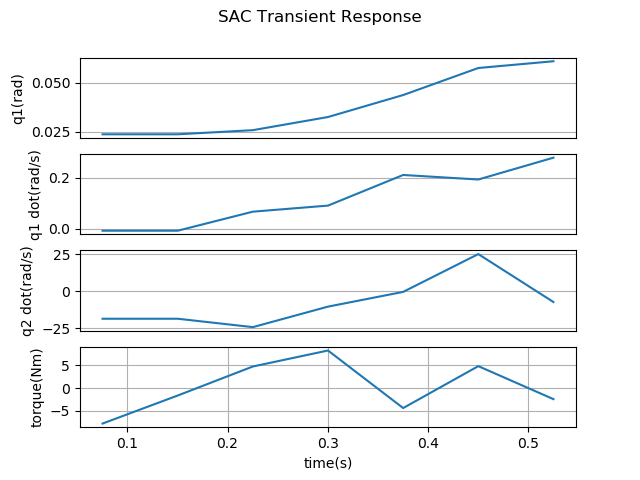 SAC Transient Response
q1(rad)
0.050
0.025
q1 dot(rad/s)
0.2
0.0
q2 dot(rad/s)
25
0
−25
torque(Nm)
5
0
−5
0.1 0.2 0.3 0.4 0.5
time(s)